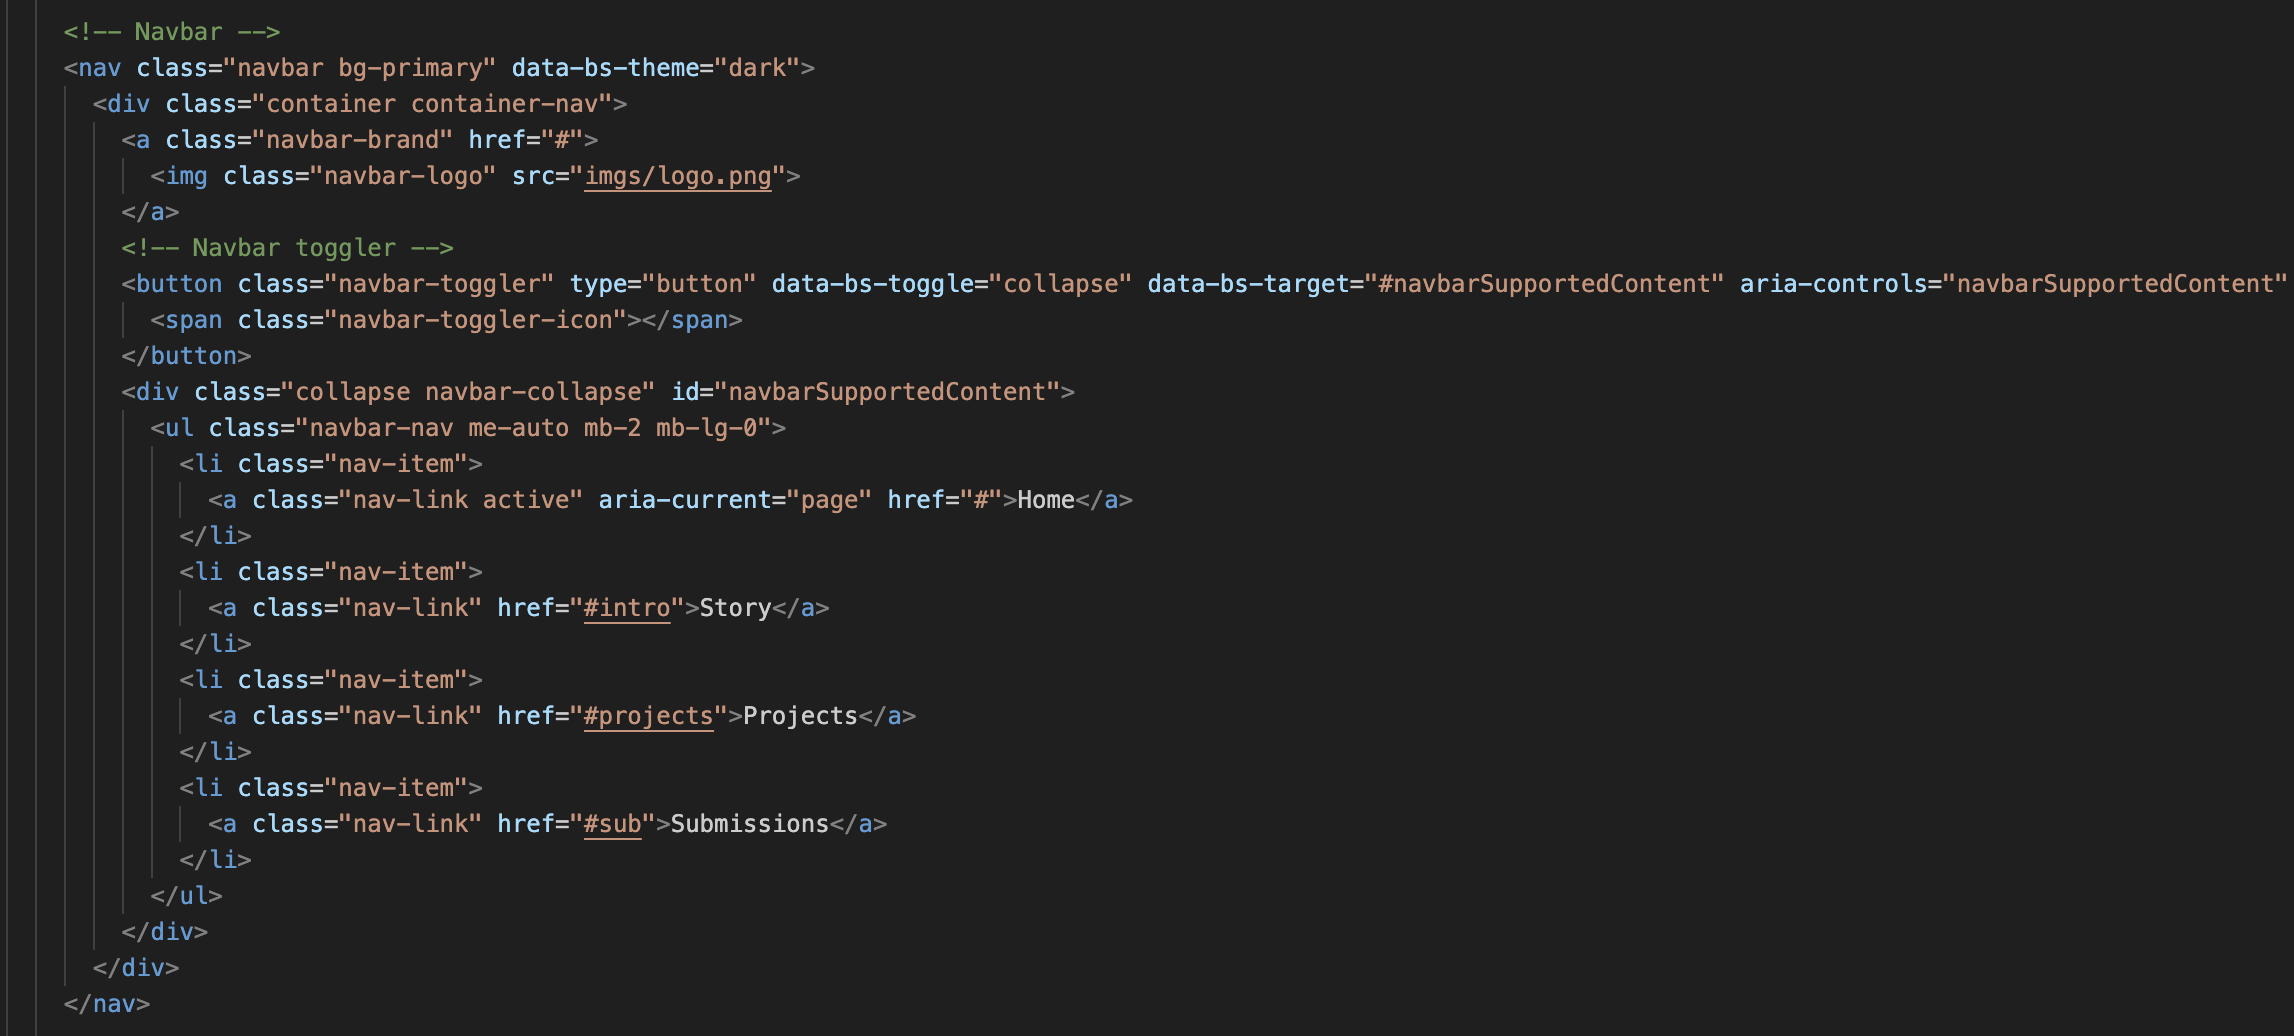 <!-- Navbar -->
<nav class="navbar bg-primary" data-bs-theme="dark">
<div class="container container-nav">
<a class="navbar-brand" href="#">
<img class="navbar-logo" src="imgs/logo.png">
</a>
<!-- Navbar toggler -->
<button class="navbar-toggler" type="button" data-bs-toggle="collapse" data-bs-target="#navbarSupportedContent" aria-controls="navbarSupportedContent"
<span class="navbar-toggler-icon"></span>
</button>
<div class="collapse navbar-collapse" id="navbarSupportedContent">
<ul class="navbar-nav me-auto mb-2 mb-lg-0">
<li class="nav-item">
<a class="nav-link active" aria-current="page" href="#">Home</a>
</li>
<li class="nav-item">
<a class="nav-link" href="#intro">Story</a>
</li>
<li class="nav-item">
<a class="nav-link" href="#projects">Projects</a>
</li>
<li class="nav-item">
<a class="nav-link" href="#sub">Submissions</a>
</li>
</ul>
</div>
</div>
</nav>